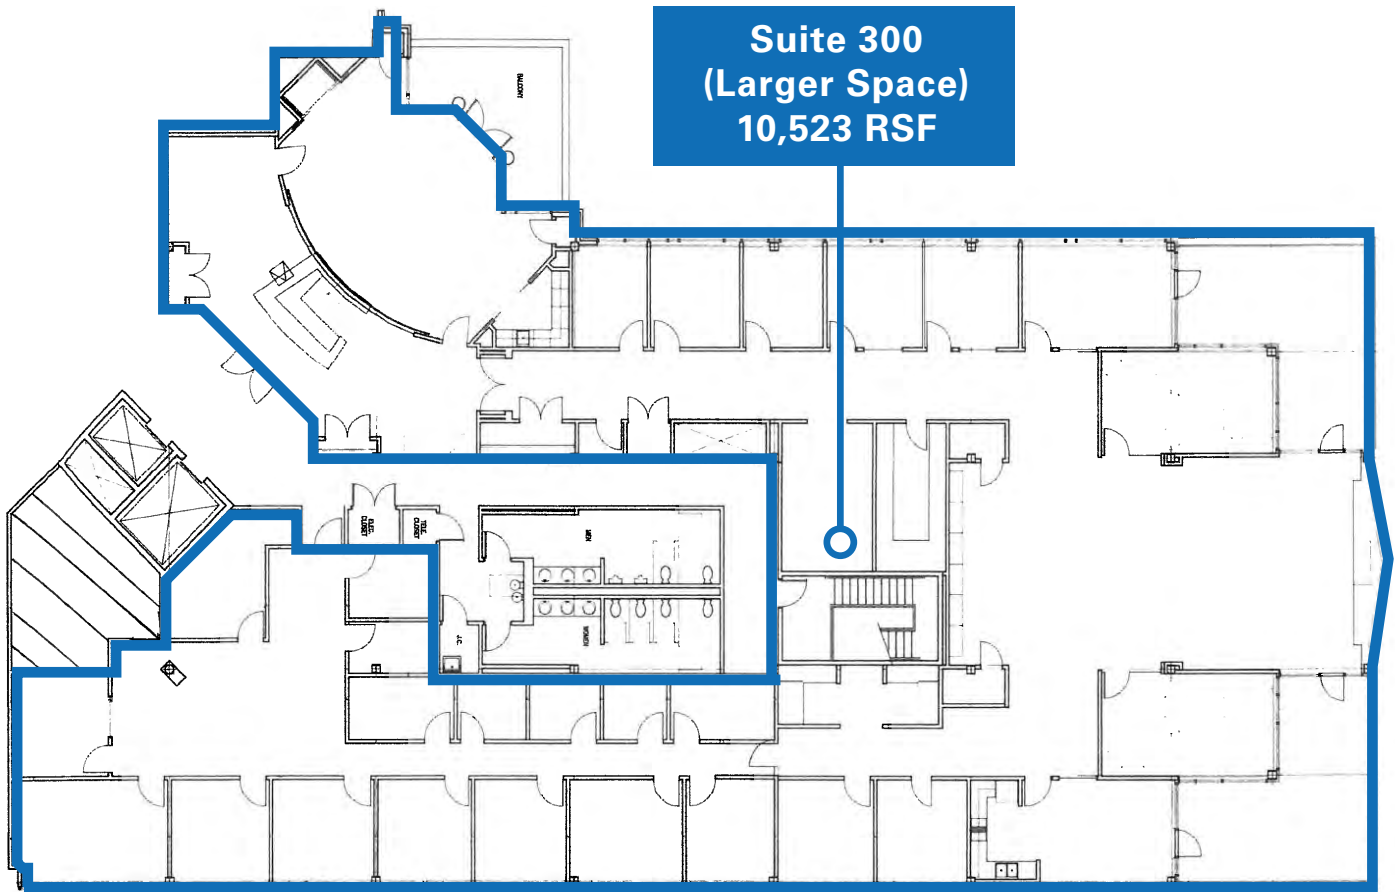 Suite 300
(Larger Space)
10,523 RSF
BALCONY
ELEC.
CLOSET
TELE.
CLOSET
MEN
WOMEN
J.C.